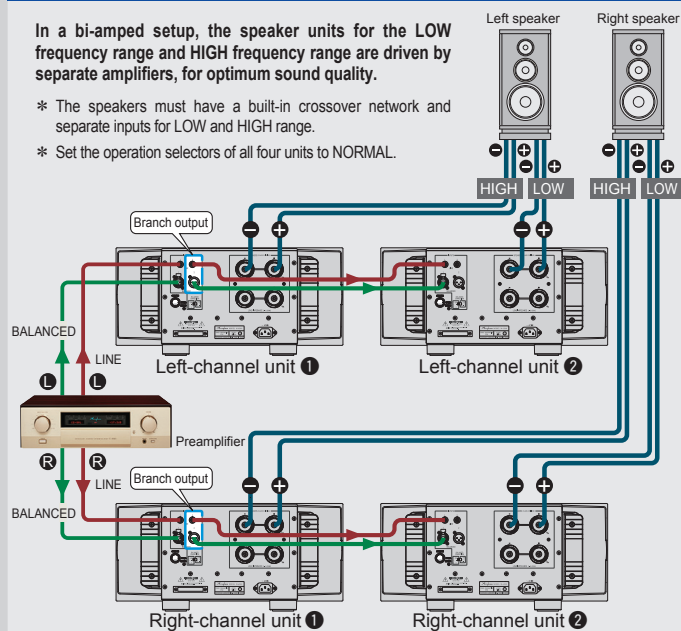 In a bi-amped setup, the speaker units for the LOW
frequency range and HIGH frequency range are driven by
separate amplifiers, for optimum sound quality.
* The speakers must have a built-in crossover network and
separate inputs for LOW and HIGH range.
* Set the operation selectors of all four units to NORMAL.
Left speaker
Right speaker
HIGH
LOW
HIGH
LOW
Branch output
BALANCED
LINE
L
L
Left-channel unit ❶
Left-channel unit ❷
Preamplifier
R
R
LINE
BALANCED
Branch output
Right-channel unit ❶
Right-channel unit ❷